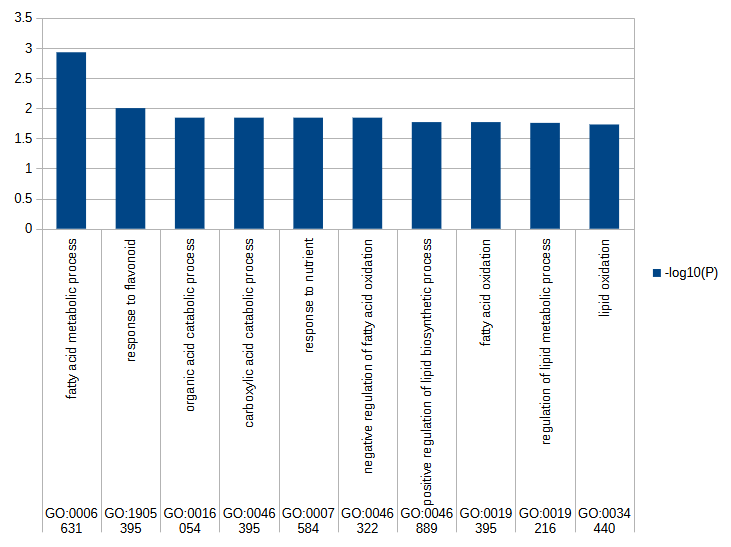 3.5
3
2.5
2
1.5
1
0.5
0
fatty acid metabolic process
response to flavonoid
organic acid catabolic process
carboxylic acid catabolic process
response to nutrient
negative regulation of fatty acid oxidation
positive regulation of lipid biosynthetic process
fatty acid oxidation
regulation of lipid metabolic process
lipid oxidation
GO:0006
631
GO:1905
395
GO:0016
054
GO:0046
395
GO:0007
584
GO:0046
322
GO:0046
889
GO:0019
395
GO:0019
216
GO:0034
440
-log10(P)